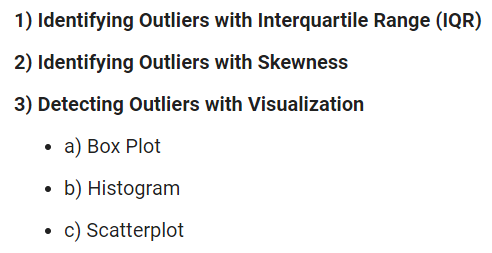 1) Identifying Outliers with Interquartile Range (IQR)
2) Identifying Outliers with Skewness
3) Detecting Outliers with Visualization
• a) Box Plot
• b) Histogram
• c) Scatterplot